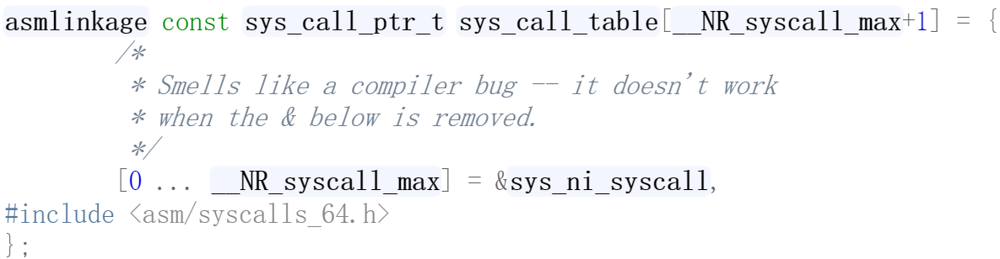 asmlinkage const sys_call_ptr_t sys_call_table[__NR_syscall_max+1] = {
/*
* Smells like a compiler bug -- it doesn't work
* when the & below is removed.
*/
[0 ... __NR_syscall_max] = &sys_ni_syscall,
#include <asm/syscalls_64.h>
};